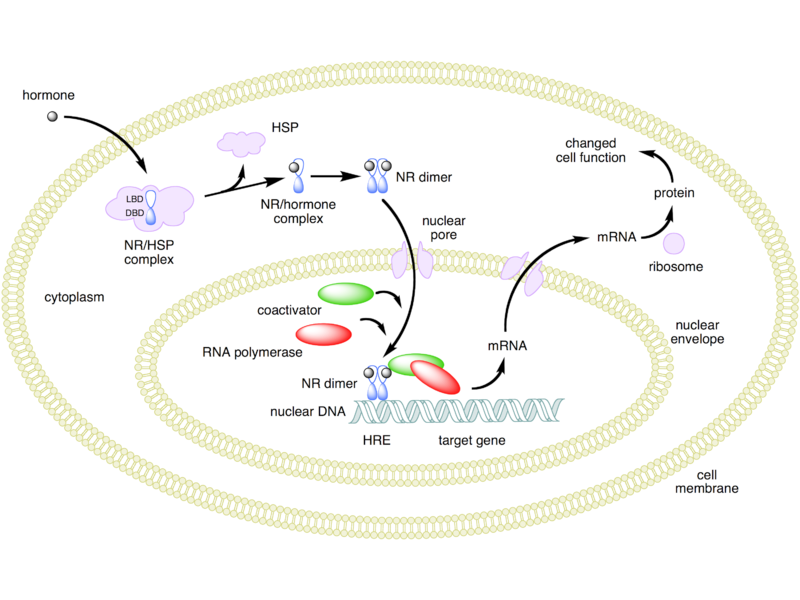 hormone
HSP
changed
cell function
LBD
DBD
NR dimer
protein
NR/hormone
complex
nuclear
pore
mRNA
NR/HSP
complex
ribosome
cytoplasm
coactivator
nuclear
envelope
RNA polymerase
mRNA
NR dimer
nuclear DNA
HRE
target gene
cell
membrane